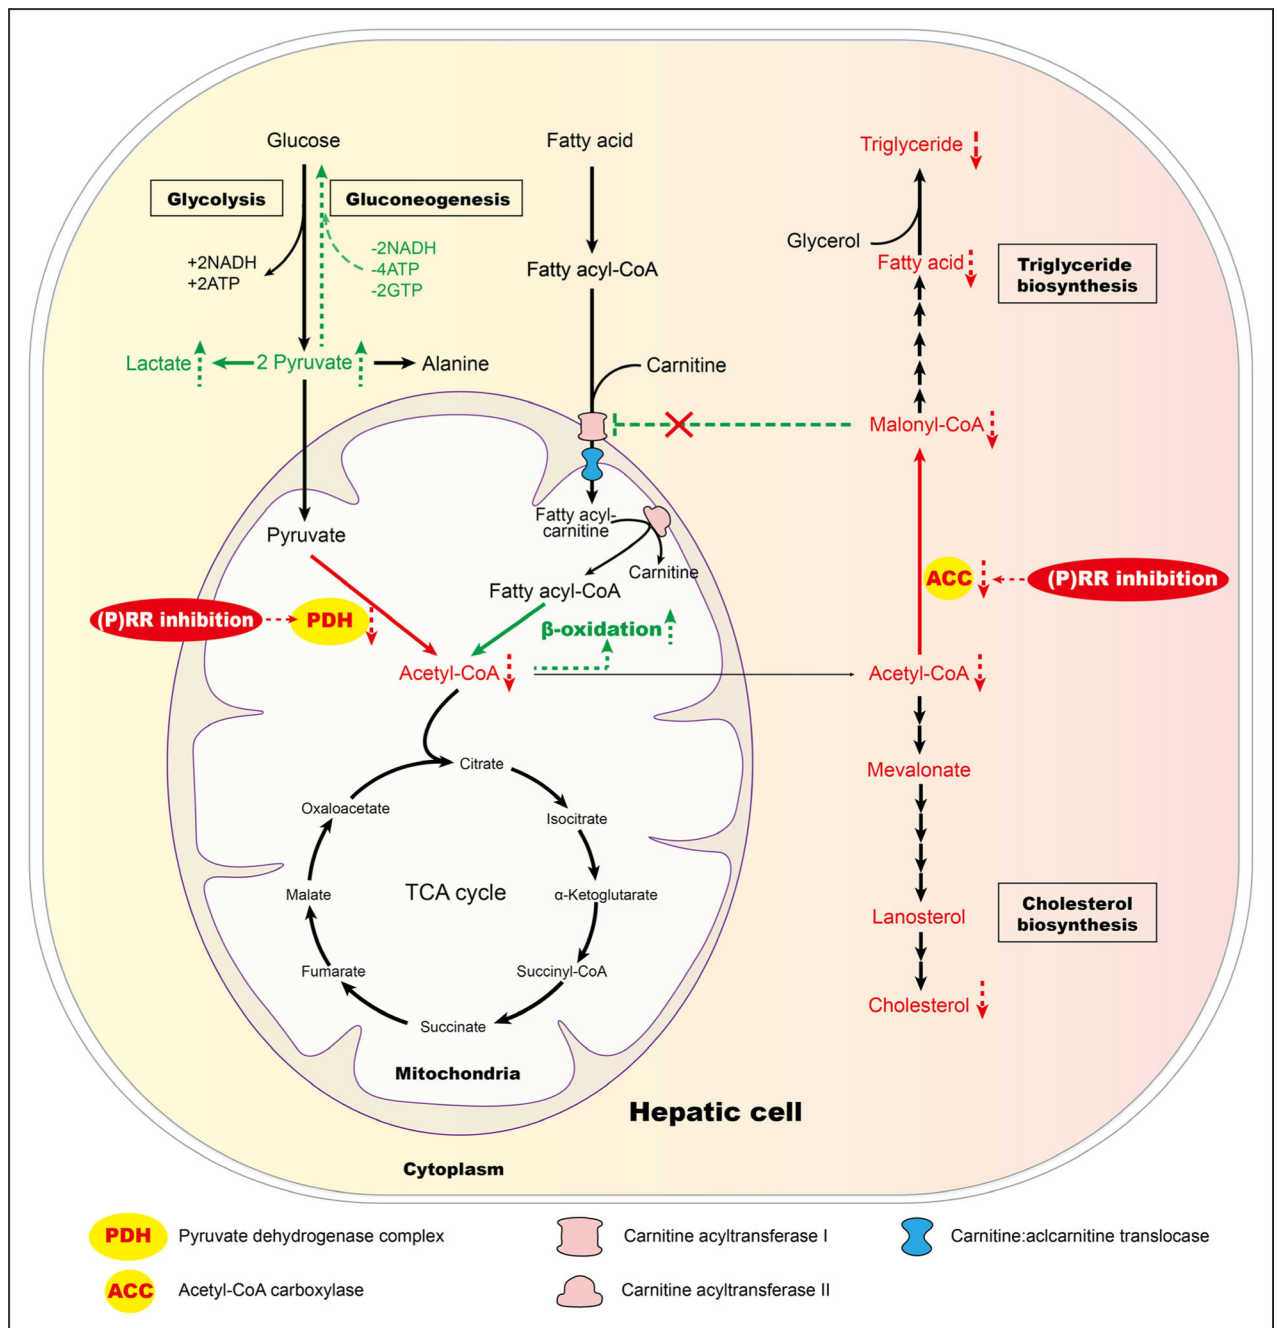 Glucose
Fatty acid
Triglyceride
Glycolysis
Gluconeogenesis
Glycerol
+2NADH
+2ATP
-2NADH
-4ATP
-2GTP
Fatty acyl-CoA
Fatty acid
Triglyceride
biosynthesis
Lactate
2 Pyruvate
Alanine
Carnitine
Malonyl-CoA
Pyruvate
Fatty acyl-
carnitine
Carnitine
Fatty acyl-CoA
ACC
(P)RR inhibition
(P)RR inhibition
PDH
β-oxidation
Acetyl-CoA
Acetyl-CoA
Citrate
Mevalonate
Oxaloacetate
Isocitrate
Malate
TCA cycle
α-Ketoglutarate
Lanosterol
Cholesterol
biosynthesis
Fumarate
Succinyl-CoA
Cholesterol
Succinate
Mitochondria
Hepatic cell
Cytoplasm
PDH
Pyruvate dehydrogenase complex
Carnitine acyltransferase I
Carnitine:aclcarnitine translocase
ACC
Acetyl-CoA carboxylase
Carnitine acyltransferase II